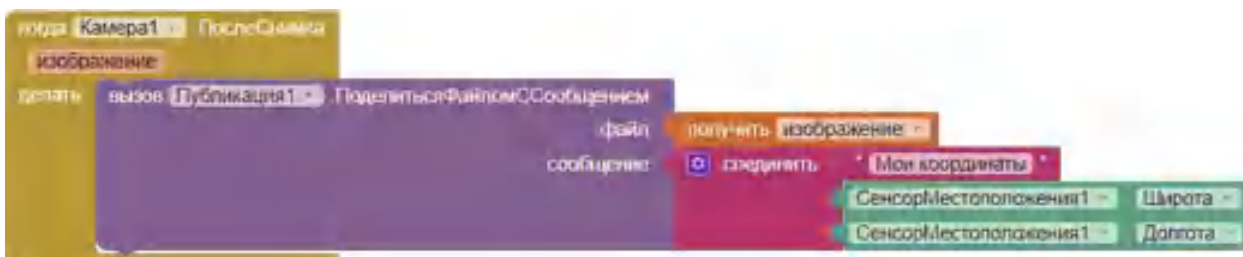 когда Камера1 ПослеСнимка
изображение
делать вызов Публикация1 .ПоделитьсяФайломССообщением
файл получить изображение
сообщение соединить " Мои координаты "
СенсорМестоположения1 Широта
СенсорМестоположения1 Долгота